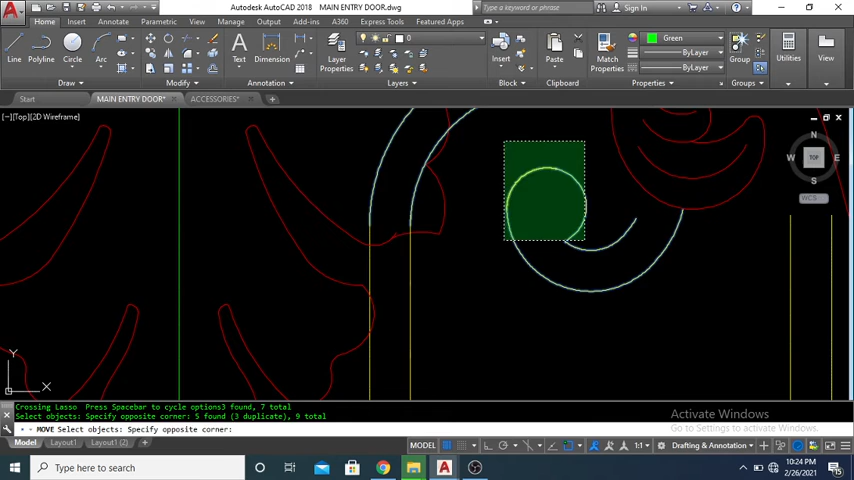 Autodesk AutoCAD 2018 MAIN ENTRY DOOR.dwg
Type a keyword or phrase
Sign In
Home Insert Annotate Parametric View Manage Output Add-ins A360 Express Tools Featured Apps
Line Polyline Circle Arc
Text Dimension
Layer Properties
0
Insert
Paste
Match Properties
Green
ByLayer
ByLayer
Group
Utilities
View
Draw Modify Annotation Layers Block Clipboard Properties Groups
Start MAIN ENTRY DOOR* ACCESSORIES*
[−][Top][2D Wireframe]
N
W TOP E
S
WCS
Y
X
Crossing Lasso Press Spacebar to cycle options3 found, 7 total
Select objects: Specify opposite corner: 5 found (3 duplicate), 9 total
MOVE Select objects: Specify opposite corner:
Activate Windows
Go to Settings to activate Windows.
Model Layout1 Layout1 (2)
MODEL 1:1 Drafting & Annotation
Type here to search
10:24 PM
2/26/2021
15